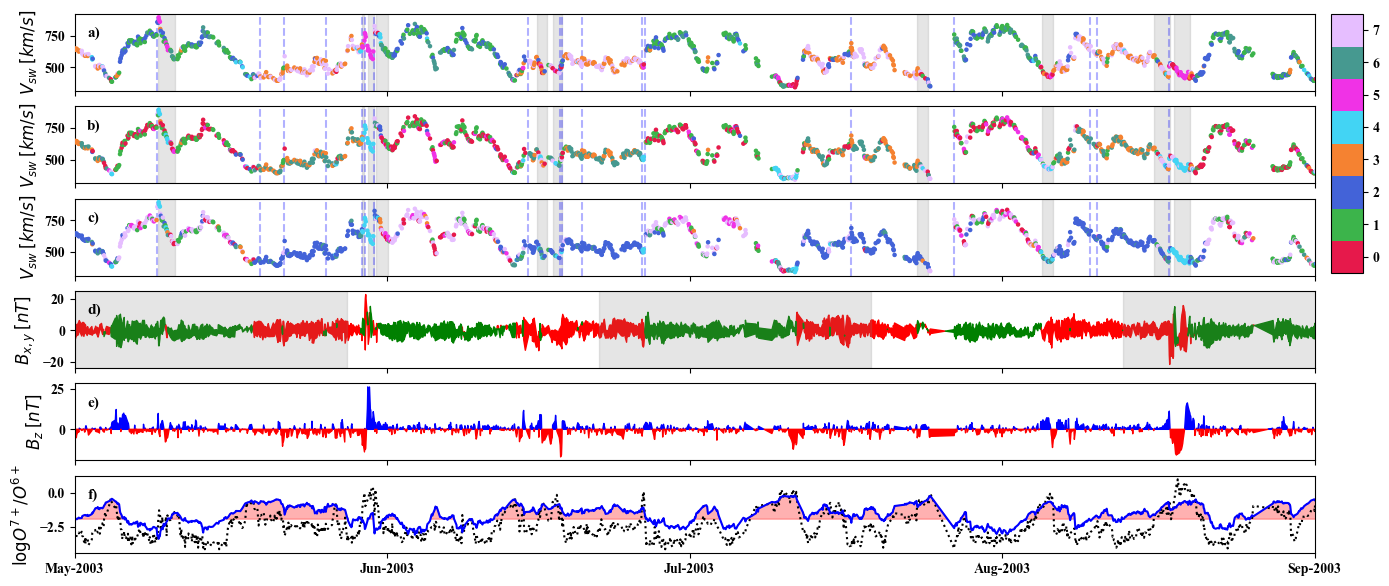 a)
V_sw [km/s]
750
500
b)
V_sw [km/s]
750
500
c)
V_sw [km/s]
750
500
7
6
5
4
3
2
1
0
d)
B_x,y [nT]
20
0
−20
e)
B_z [nT]
25
0
f)
logO^7+/O^6+
0.0
−2.5
May-2003 Jun-2003 Jul-2003 Aug-2003 Sep-2003